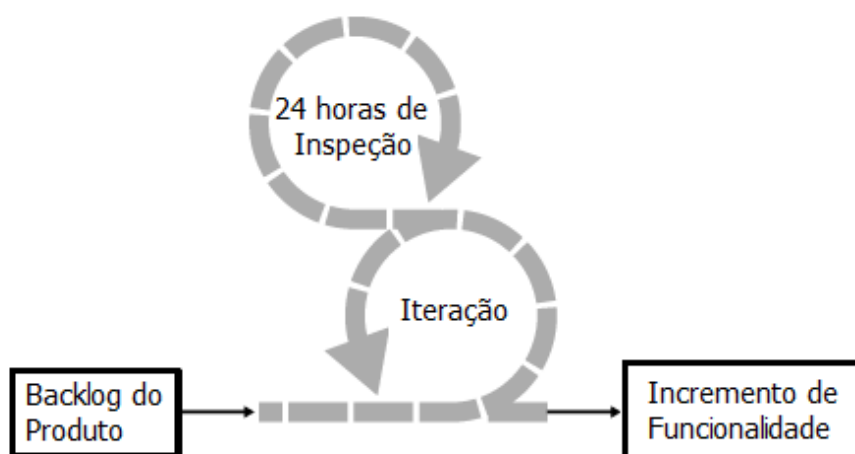 24 horas de
Inspeção
Iteração
Backlog do
Produto
Incremento de
Funcionalidade